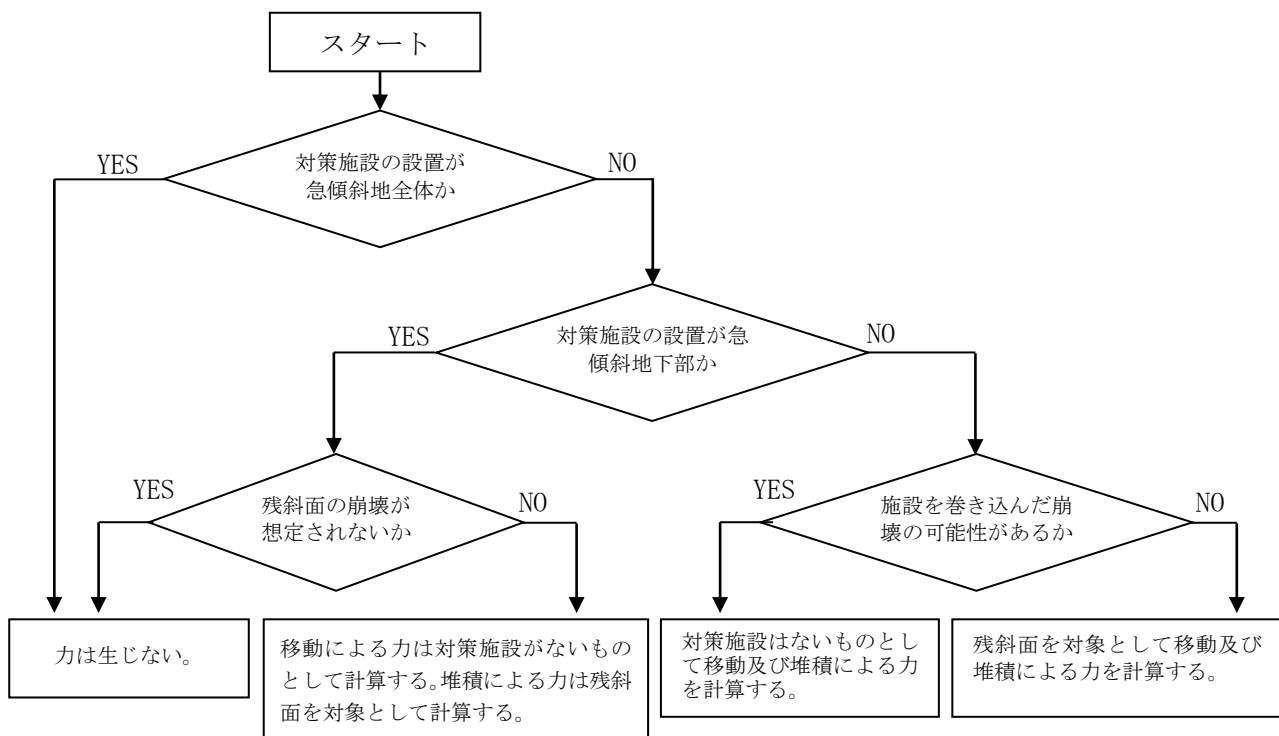 スタート
YES
対策施設の設置が
急傾斜地全体か
NO
YES
対策施設の設置が急
傾斜地下部か
NO
YES
残斜面の崩壊が
想定されないか
NO
YES
施設を巻き込んだ崩
壊の可能性があるか
NO
力は生じない。
移動による力は対策施設がないもの
として計算する。堆積による力は残斜
面を対象として計算する。
対策施設はないものとし
て移動及び堆積による力
を計算する。
残斜面を対象として移動及び
堆積による力を計算する。